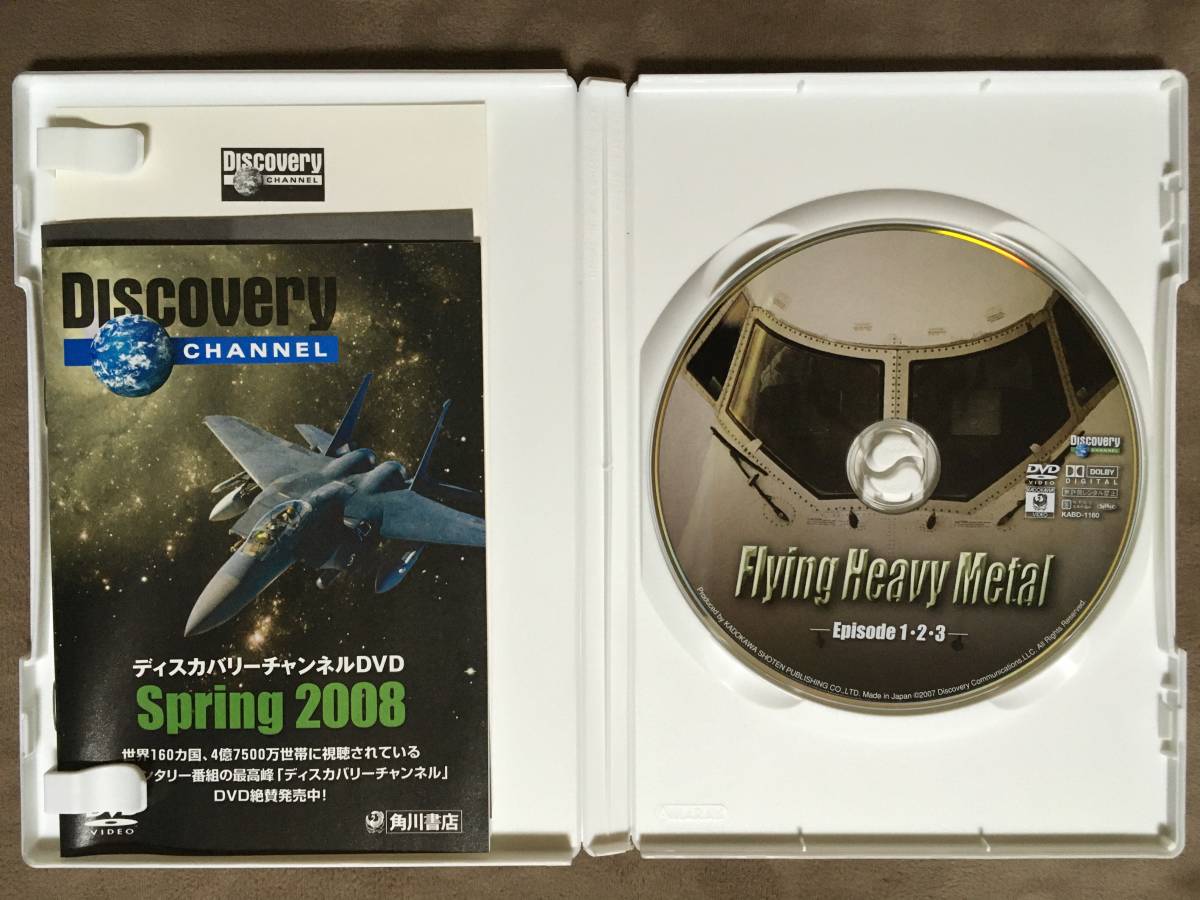 Discovery
CHANNEL
Discovery
CHANNEL
ディスカバリーチャンネルDVD
Spring 2008
世界160カ国、4億7500万世帯に視聴されている
ンタリー番組の最高峰「ディスカバリーチャンネル」
DVD絶賛発売中!
VIDEO
角川書店
Discovery
CHANNEL
DVD
VIDEO
DOLBY
DIGITAL
VIDEO
KABD-1160
Flying Heavy Metal
Episode 1・2・3
Produced by KADOKAWA SHOTEN PUBLISHING CO.,LTD. Made in Japan ©2007 Discovery Communications,LLC. All Rights Reserved.